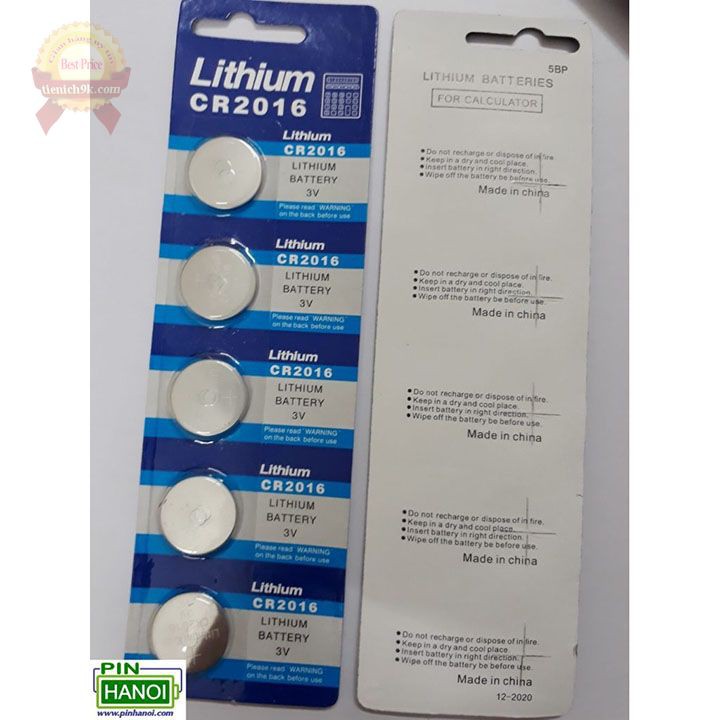 Gian hàng uy tín
Best Price
tienich9k.com
Lithium
CR2016
Lithium
CR2016
LITHIUM
BATTERY
3V
Please read "WARNING"
on the back before use
Lithium
CR2016
LITHIUM
BATTERY
3V
Please read "WARNING"
on the back before use
Lithium
CR2016
LITHIUM
BATTERY
3V
Please read "WARNING"
on the back before use
Lithium
CR2016
LITHIUM
BATTERY
3V
Please read "WARNING"
on the back before use
Lithium
CR2016
LITHIUM
BATTERY
3V
Please read "WARNING"
on the back before use
PIN
HANOI
www.pinhanoi.com
5BP
LITHIUM BATTERIES
FOR CALCULATOR
Do not recharge or dispose of in fire.
Keep in a dry and cool place.
Insert battery in right direction.
Wipe off the battery be before use.
Made in china
Do not recharge or dispose of in fire.
Keep in a dry and cool place.
Insert battery in right direction.
Wipe off the battery be before use.
Made in china
Do not recharge or dispose of in fire.
Keep in a dry and cool place.
Insert battery in right direction.
Wipe off the battery be before use.
Made in china
Do not recharge or dispose of in fire.
Keep in a dry and cool place.
Insert battery in right direction.
Wipe off the battery be before use.
Made in china
Do not recharge or dispose of in fire.
Keep in a dry and cool place.
Insert battery in right direction.
Wipe off the battery be before use.
Made in china
12-2020